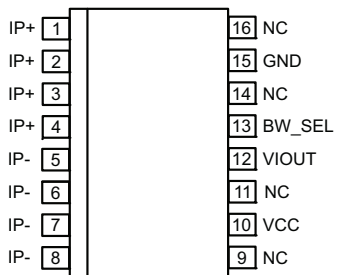 IP+ 1 16 NC
IP+ 2 15 GND
IP+ 3 14 NC
IP+ 4 13 BW_SEL
IP- 5 12 VIOUT
IP- 6 11 NC
IP- 7 10 VCC
IP- 8 9 NC